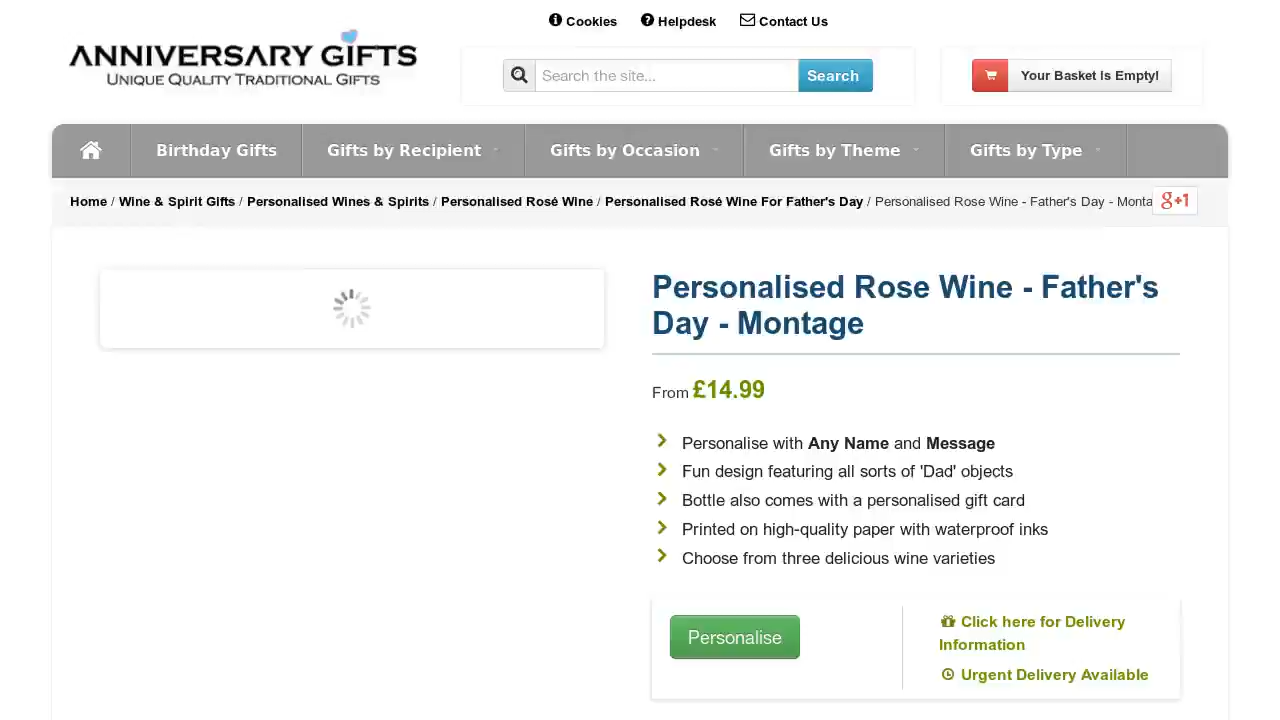 Cookies Helpdesk Contact Us
ANNIVERSARY GIFTS
UNIQUE QUALITY TRADITIONAL GIFTS
Search the site... Search
Your Basket Is Empty!
Birthday Gifts Gifts by Recipient Gifts by Occasion Gifts by Theme Gifts by Type
Home / Wine & Spirit Gifts / Personalised Wines & Spirits / Personalised Rosé Wine / Personalised Rosé Wine For Father's Day / Personalised Rose Wine - Father's Day - Monta
g+1
Personalised Rose Wine - Father's
Day - Montage
From £14.99
Personalise with Any Name and Message
Fun design featuring all sorts of 'Dad' objects
Bottle also comes with a personalised gift card
Printed on high-quality paper with waterproof inks
Choose from three delicious wine varieties
Personalise
Click here for Delivery
Information
Urgent Delivery Available